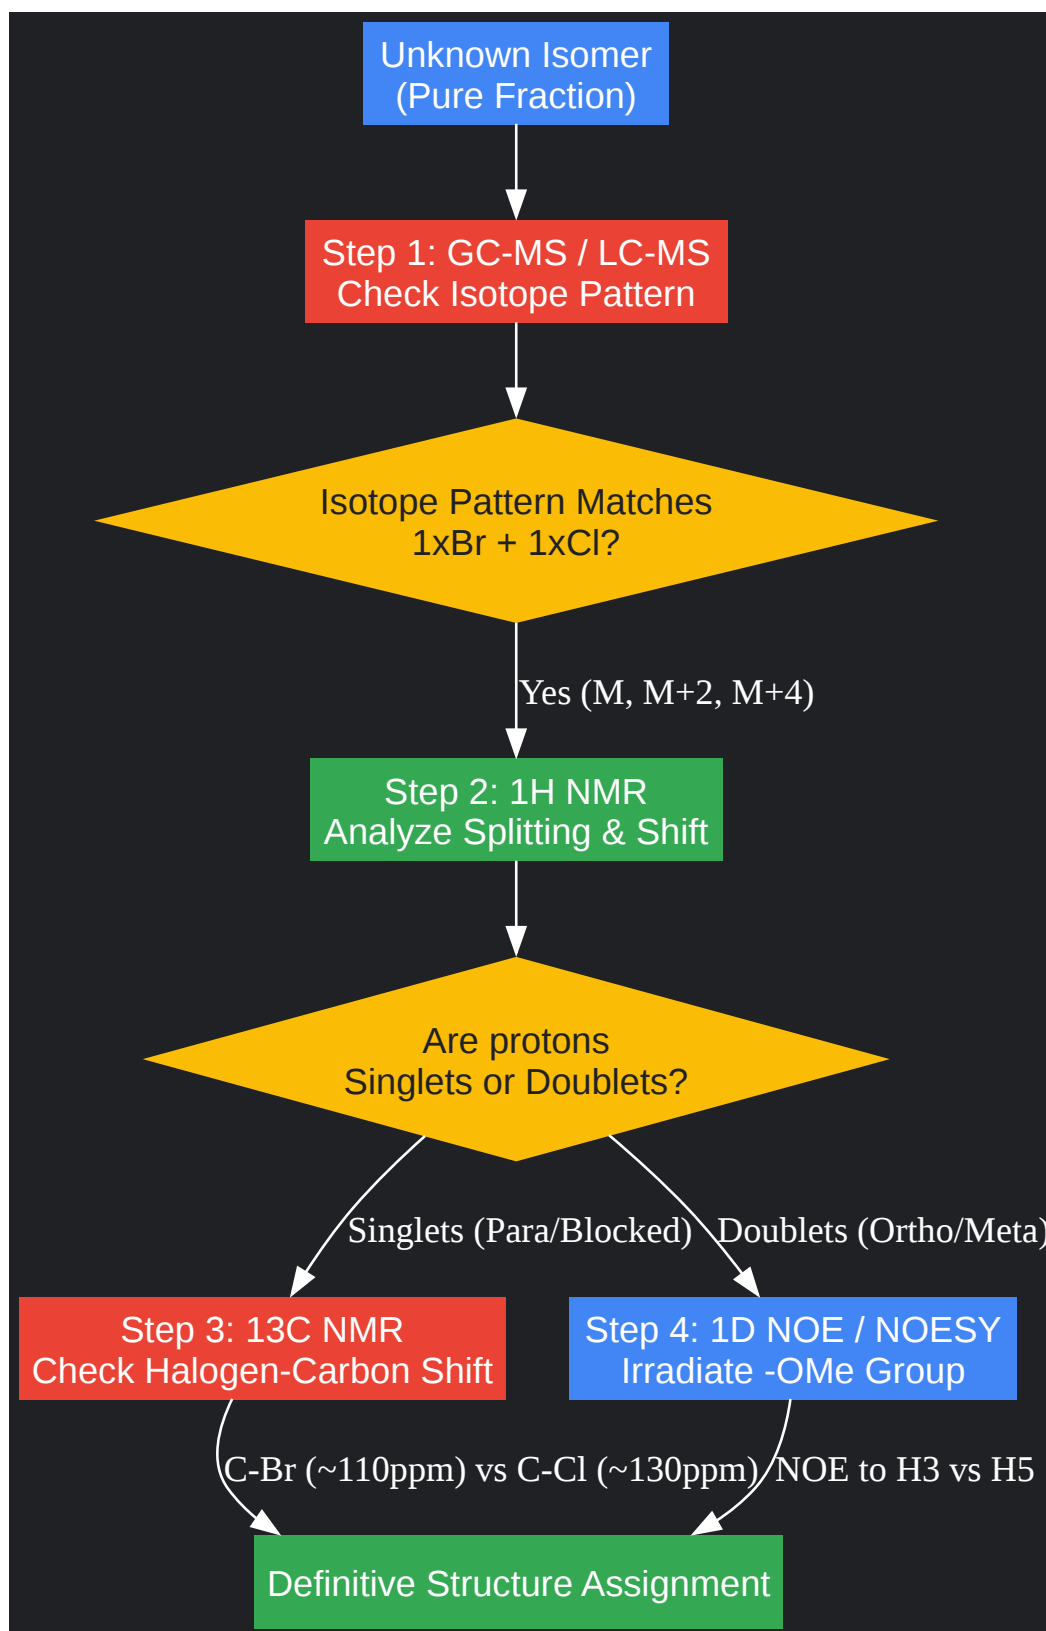 Unknown Isomer
(Pure Fraction)
Step 1: GC-MS / LC-MS
Check Isotope Pattern
Isotope Pattern Matches
1xBr + 1xCl?
Yes (M, M+2, M+4)
Step 2: 1H NMR
Analyze Splitting & Shift
Are protons
Singlets or Doublets?
Singlets (Para/Blocked)
Doublets (Ortho/Meta)
Step 3: 13C NMR
Check Halogen-Carbon Shift
Step 4: 1D NOE / NOESY
Irradiate -OMe Group
C-Br (~110ppm) vs C-Cl (~130ppm)
NOE to H3 vs H5
Definitive Structure Assignment